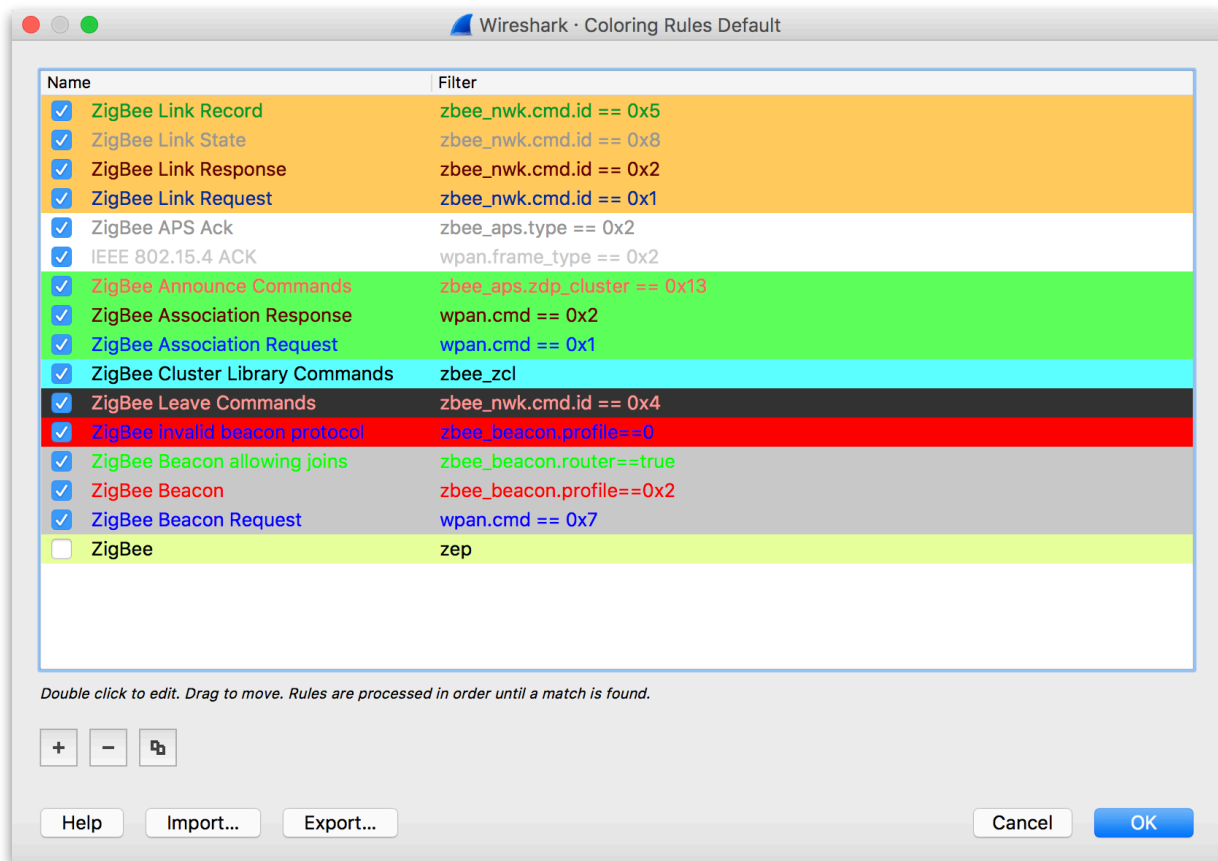 Wireshark · Coloring Rules Default
Name Filter
ZigBee Link Record zbee_nwk.cmd.id == 0x5
ZigBee Link State zbee_nwk.cmd.id == 0x8
ZigBee Link Response zbee_nwk.cmd.id == 0x2
ZigBee Link Request zbee_nwk.cmd.id == 0x1
ZigBee APS Ack zbee_aps.type == 0x2
IEEE 802.15.4 ACK wpan.frame_type == 0x2
ZigBee Announce Commands zbee_aps.zdp_cluster == 0x13
ZigBee Association Response wpan.cmd == 0x2
ZigBee Association Request wpan.cmd == 0x1
ZigBee Cluster Library Commands zbee_zcl
ZigBee Leave Commands zbee_nwk.cmd.id == 0x4
ZigBee invalid beacon protocol zbee_beacon.profile==0
ZigBee Beacon allowing joins zbee_beacon.router==true
ZigBee Beacon zbee_beacon.profile==0x2
ZigBee Beacon Request wpan.cmd == 0x7
ZigBee zep
Double click to edit. Drag to move. Rules are processed in order until a match is found.
Help Import... Export... Cancel OK